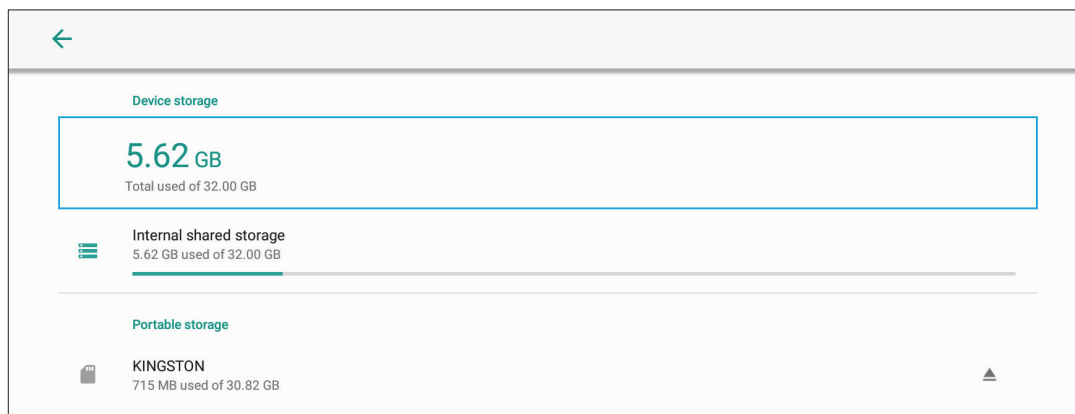 Device storage
5.62 GB
Total used of 32.00 GB
Internal shared storage
5.62 GB used of 32.00 GB
Portable storage
KINGSTON
715 MB used of 30.82 GB